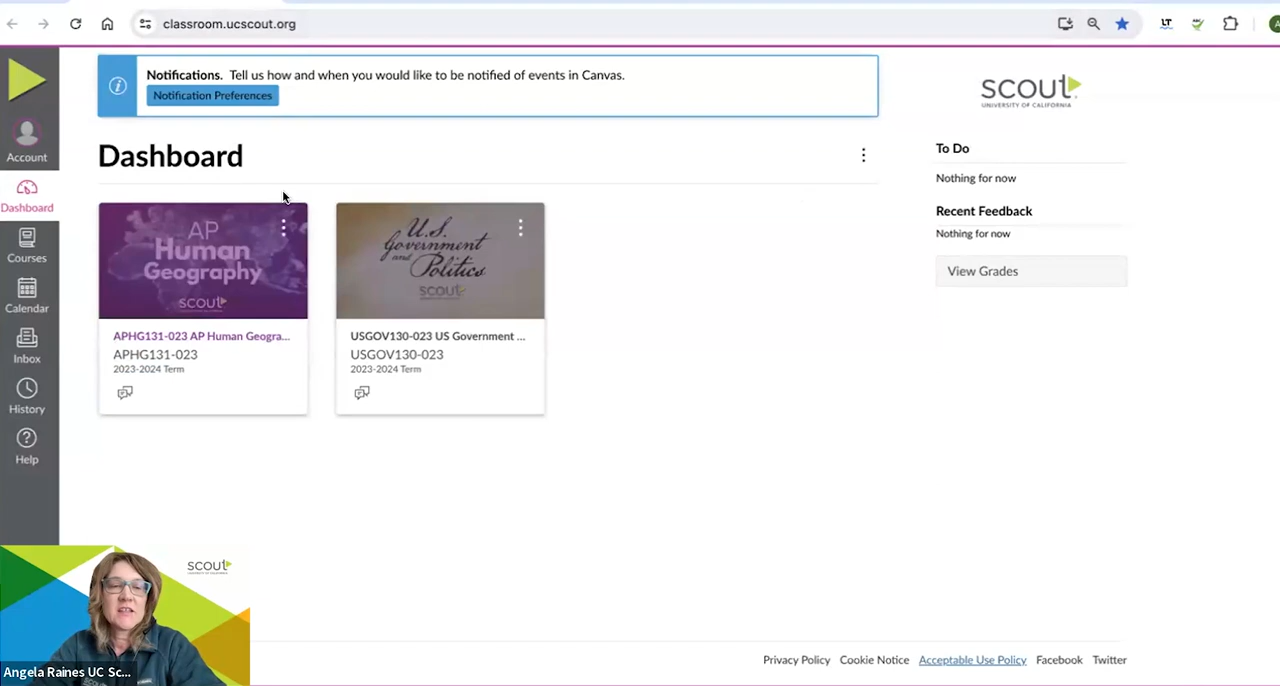 classroom.ucscout.org
LT
Notifications. Tell us how and when you would like to be notified of events in Canvas.
Notification Preferences
SCOUT
UNIVERSITY OF CALIFORNIA
Account
Dashboard
Courses
Calendar
Inbox
History
Help
Dashboard
AP
Human
Geography
SCOUT
APHG131-023 AP Human Geogra...
APHG131-023
2023-2024 Term
U.S.
Government
and Politics
SCOUT
USGOV130-023 US Government ...
USGOV130-023
2023-2024 Term
To Do
Nothing for now
Recent Feedback
Nothing for now
View Grades
SCOUT
Angela Raines UC Sc...
Privacy Policy Cookie Notice Acceptable Use Policy Facebook Twitter